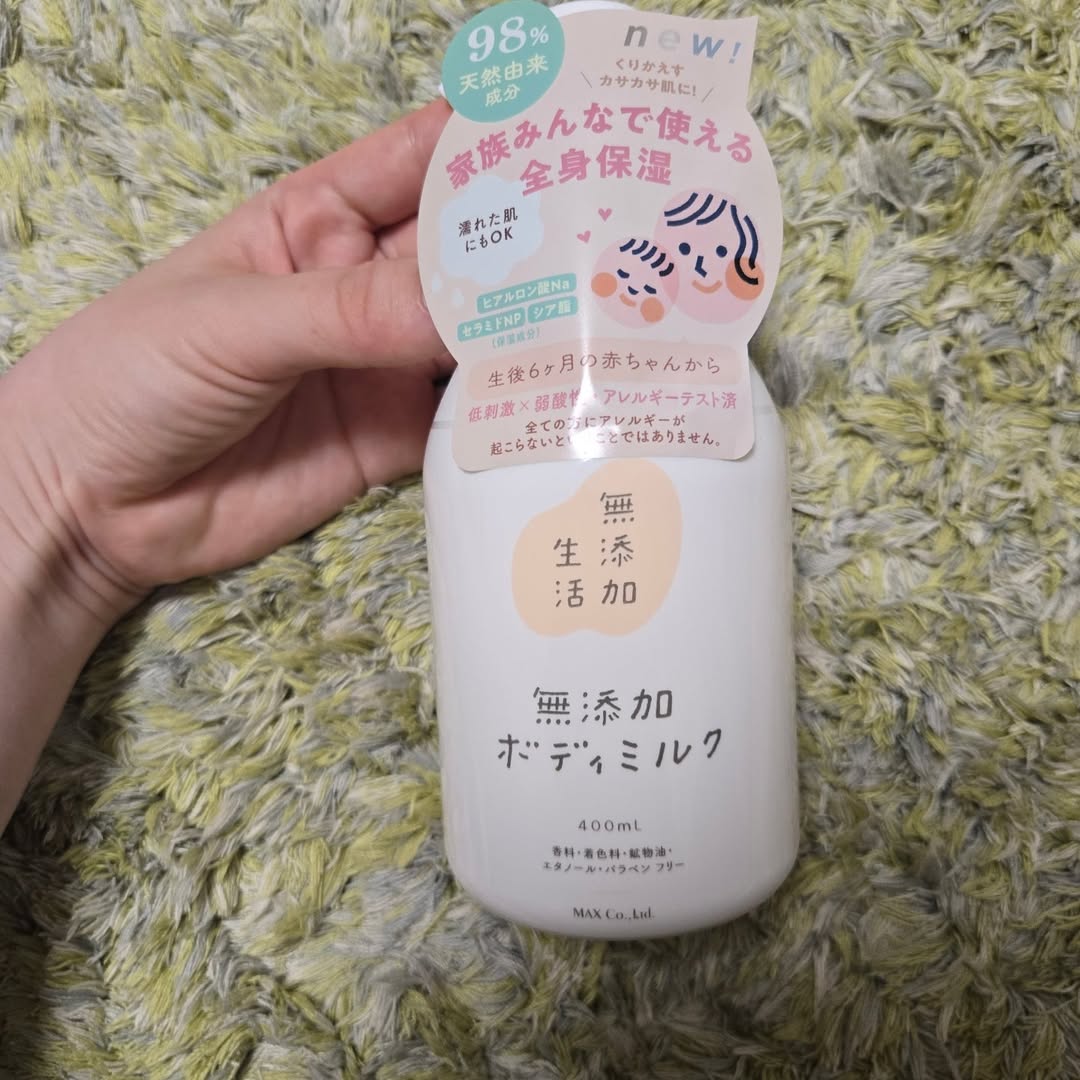 98%
天然由来
成分
new!
くりかえす
カサカサ肌に!
家族みんなで使える
全身保湿
濡れた肌
にもOK
ヒアルロン酸Na
セラミドNP シア脂
(保湿成分)
生後6ヶ月の赤ちゃんから
低刺激×弱酸性・アレルギーテスト済
全ての方にアレルギーが
起こらないということではありません。
無添加
生活
無添加
ボディミルク
400mL
香料・着色料・鉱物油・
エタノール・パラベン フリー
MAX Co.,Ltd.